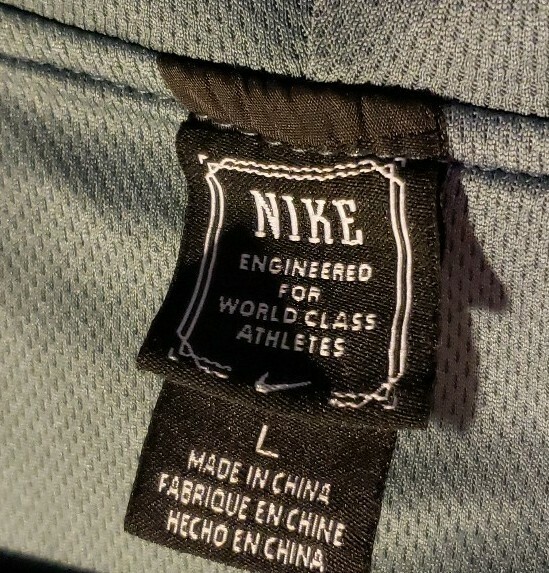 NIKE
ENGINEERED
FOR
WORLD CLASS
ATHLETES
L
MADE IN CHINA
FABRIQUE EN CHINE
HECHO EN CHINA